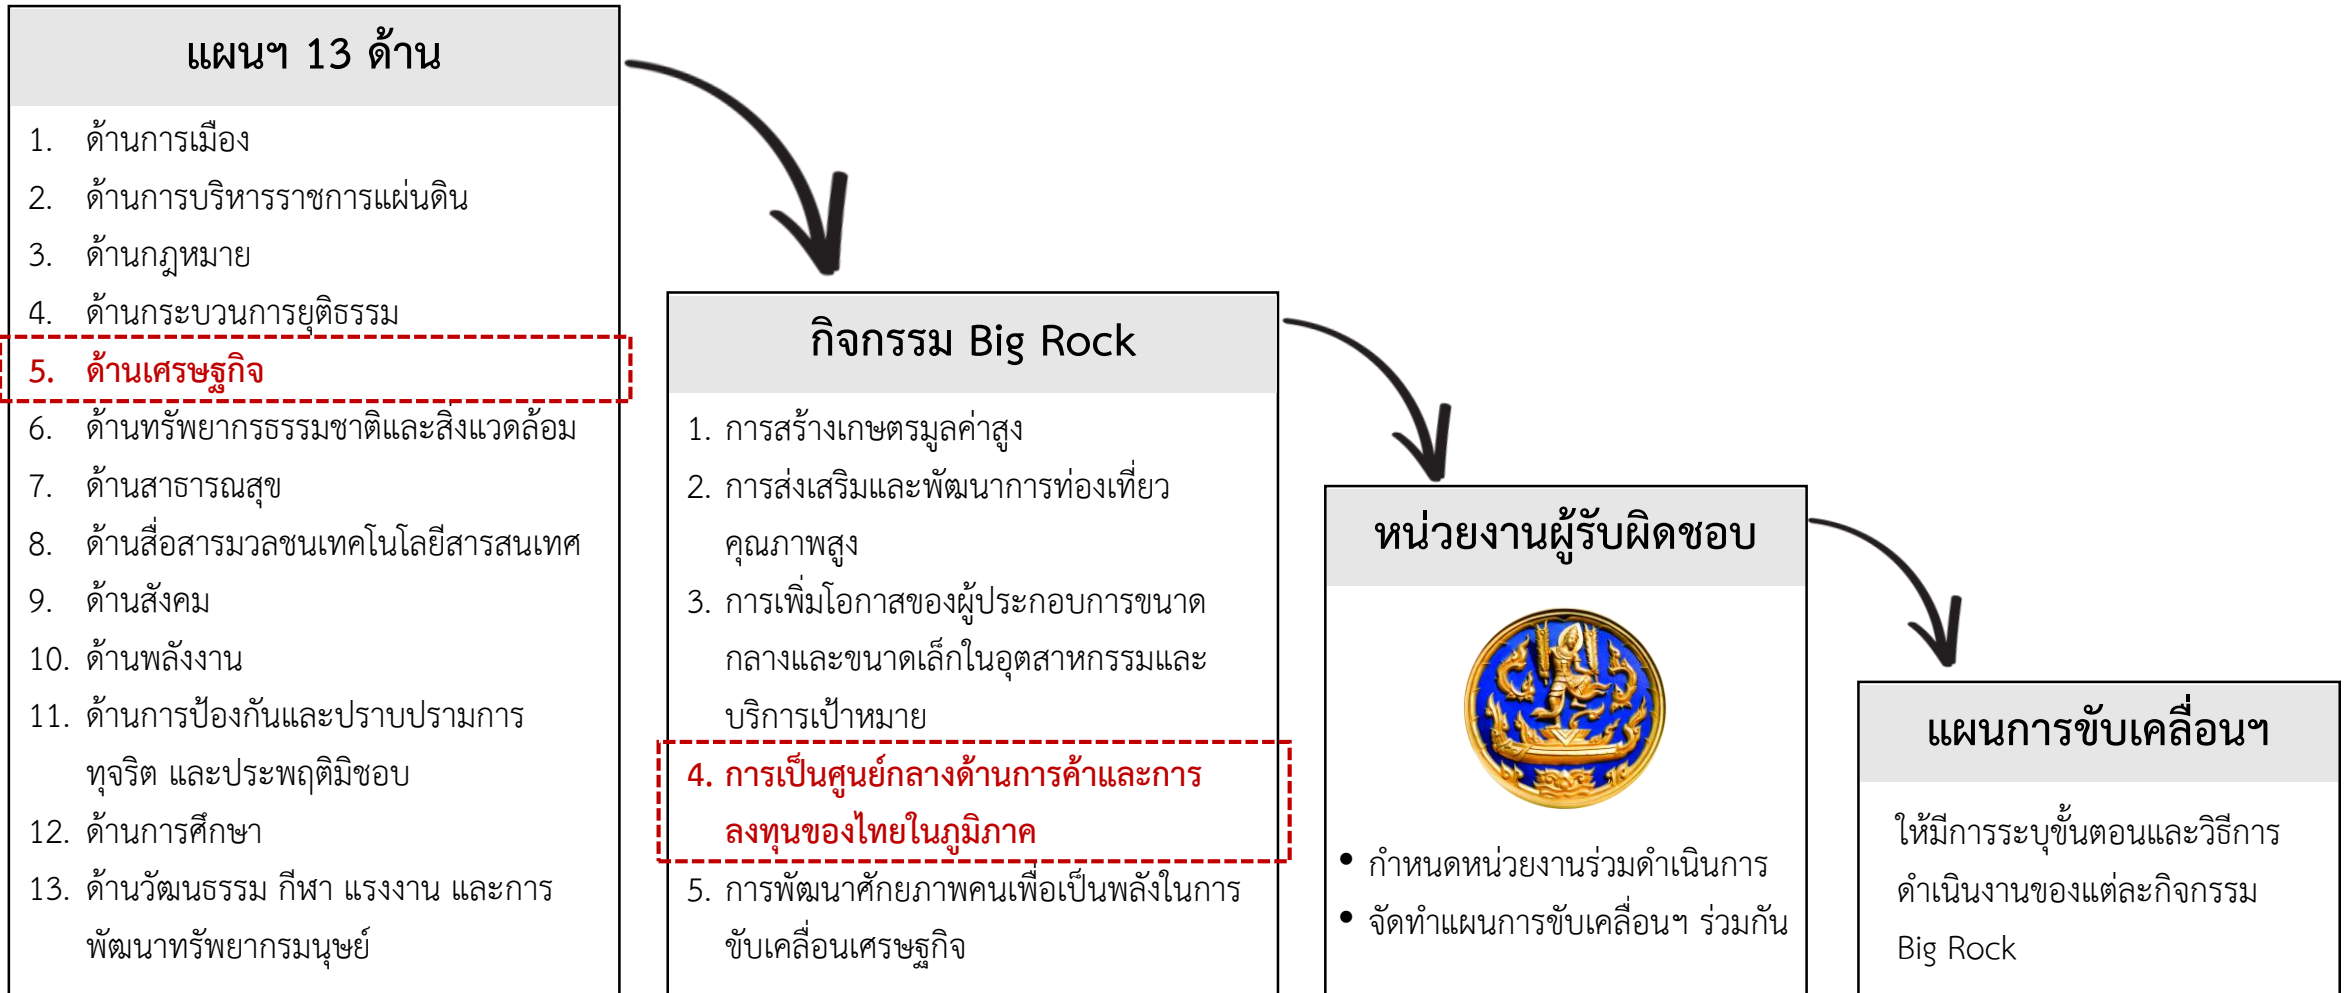 แผนฯ 13 ด้าน
1. ด้านการเมือง
2. ด้านการบริหารราชการแผ่นดิน
3. ด้านกฎหมาย
4. ด้านกระบวนการยุติธรรม
5. ด้านเศรษฐกิจ
6. ด้านทรัพยากรธรรมชาติและสิ่งแวดล้อม
7. ด้านสาธารณสุข
8. ด้านสื่อสารมวลชนเทคโนโลยีสารสนเทศ
9. ด้านสังคม
10. ด้านพลังงาน
11. ด้านการป้องกันและปราบปรามการ
ทุจริต และประพฤติมิชอบ
12. ด้านการศึกษา
13. ด้านวัฒนธรรม กีฬา แรงงาน และการ
พัฒนาทรัพยากรมนุษย์
กิจกรรม Big Rock
1. การสร้างเกษตรมูลค่าสูง
2. การส่งเสริมและพัฒนาการท่องเที่ยว
คุณภาพสูง
3. การเพิ่มโอกาสของผู้ประกอบการขนาด
กลางและขนาดเล็กในอุตสาหกรรมและ
บริการเป้าหมาย
4. การเป็นศูนย์กลางด้านการค้าและการ
ลงทุนของไทยในภูมิภาค
5. การพัฒนาศักยภาพคนเพื่อเป็นพลังในการ
ขับเคลื่อนเศรษฐกิจ
หน่วยงานผู้รับผิดชอบ
• กำหนดหน่วยงานร่วมดำเนินการ
• จัดทำแผนการขับเคลื่อนฯ ร่วมกัน
แผนการขับเคลื่อนฯ
ให้มีการระบุขั้นตอนและวิธีการ
ดำเนินงานของแต่ละกิจกรรม
Big Rock